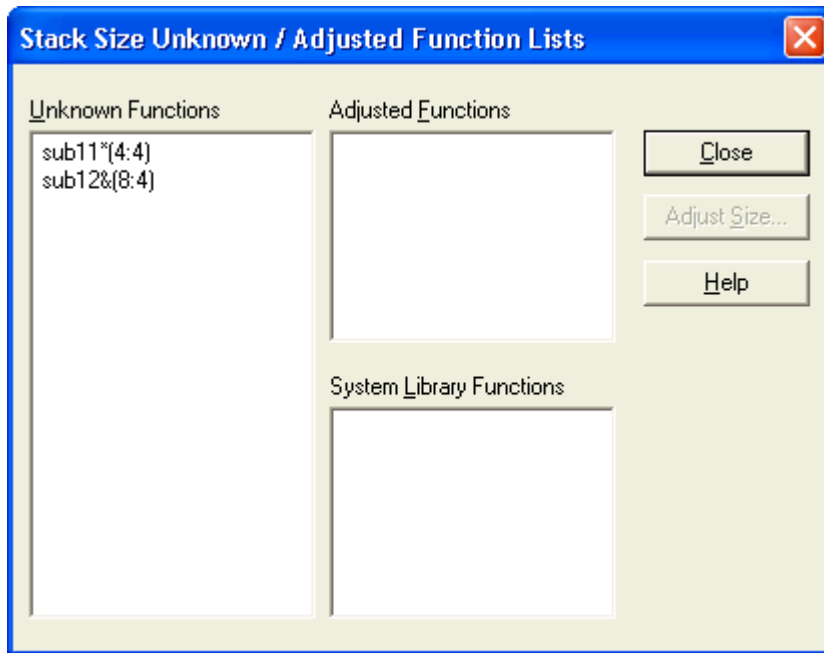 Stack Size Unknown / Adjusted Function Lists
Unknown Functions
sub11*(4:4)
sub12&(8:4)
Adjusted Functions
System Library Functions
Close
Adjust Size...
Help